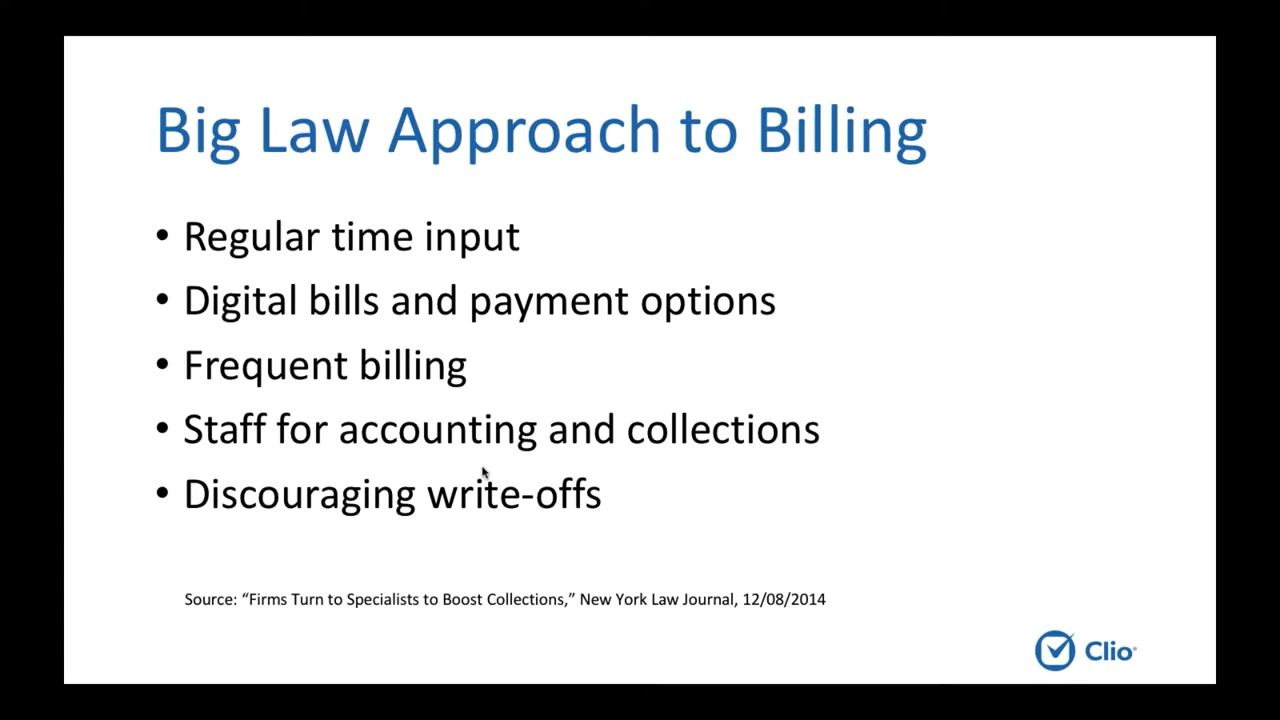 Big Law Approach to Billing
• Regular time input
• Digital bills and payment options
• Frequent billing
• Staff for accounting and collections
• Discouraging write-offs
Source: “Firms Turn to Specialists to Boost Collections,” New York Law Journal, 12/08/2014
Clio®